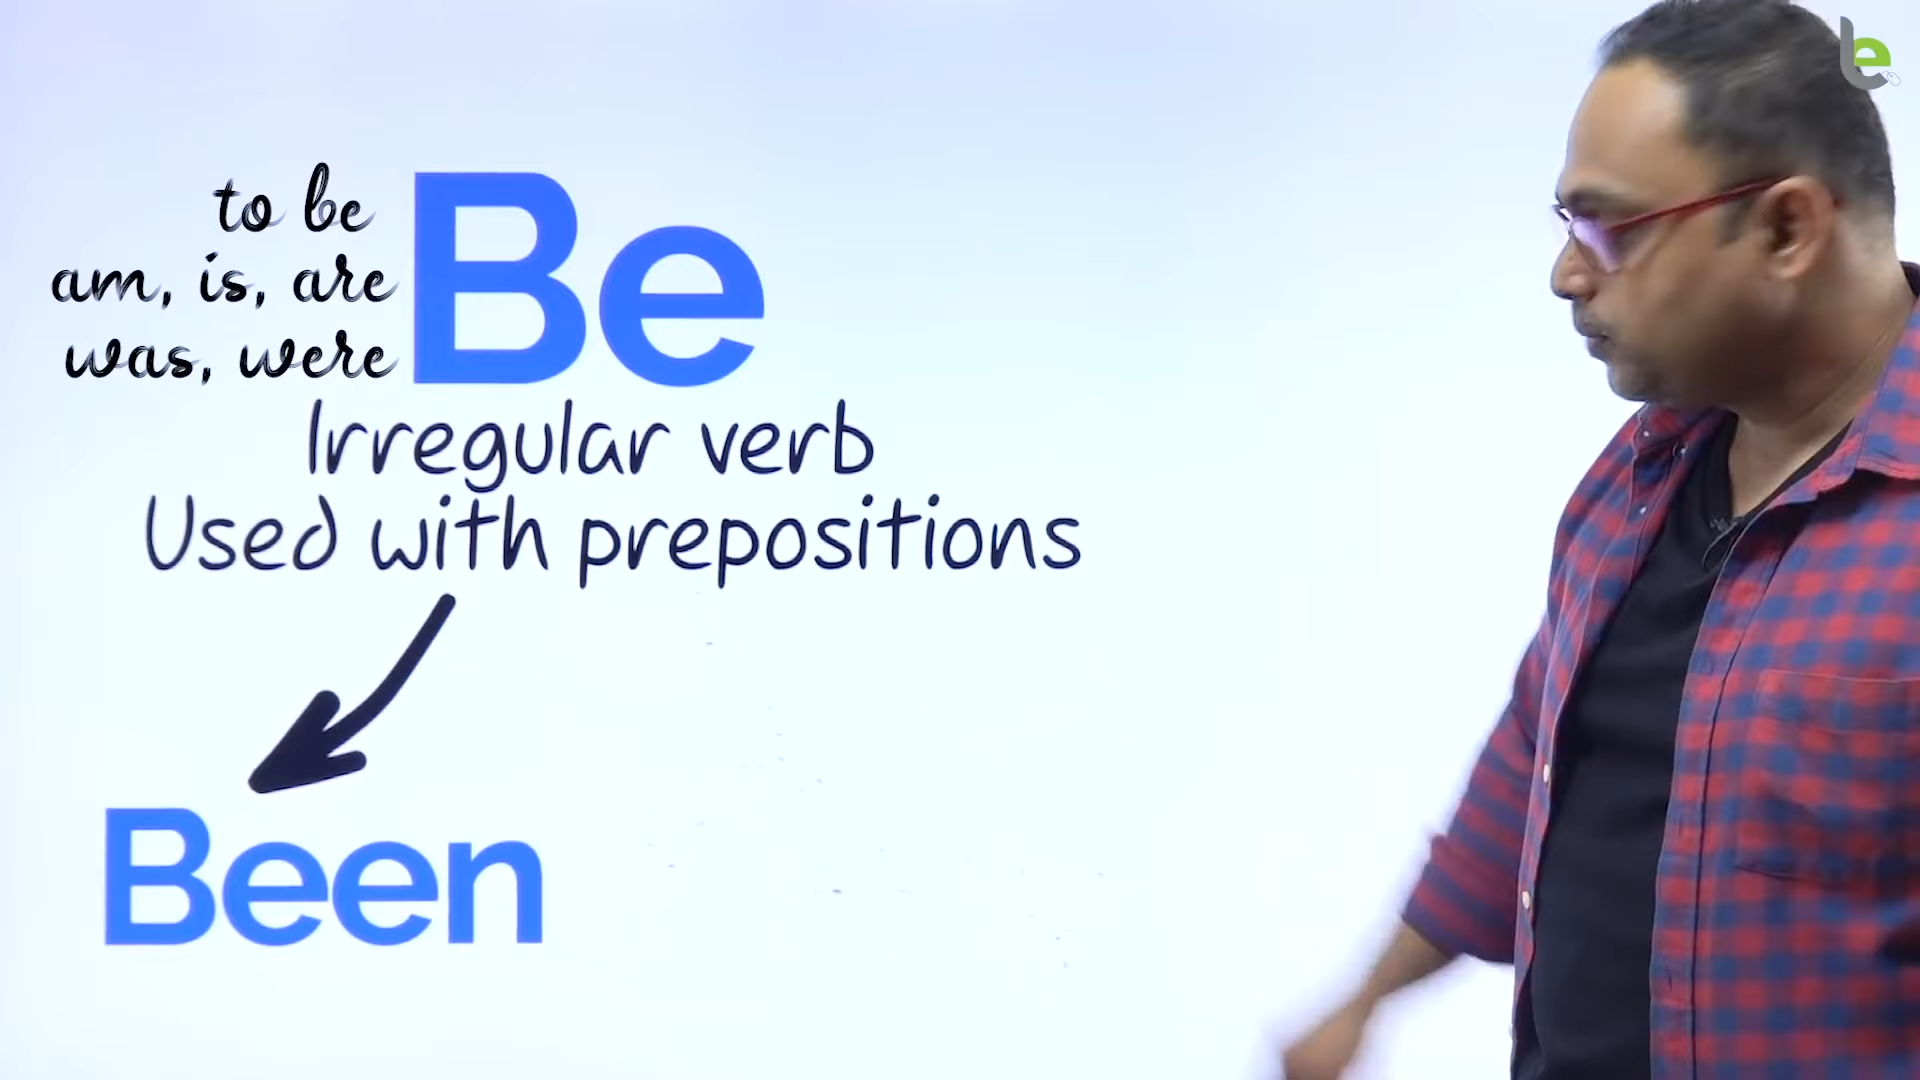 to be
am, is, are
was, were
Be
Irregular verb
Used with prepositions
Been